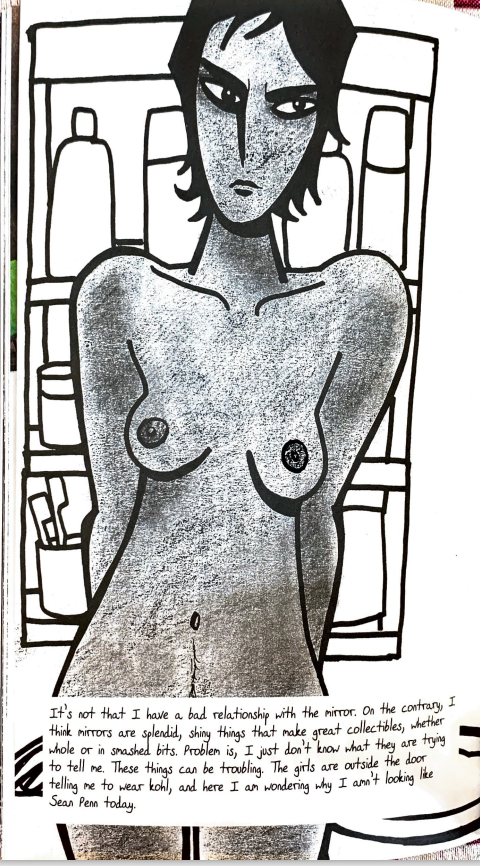 It's not that I have a bad relationship with the mirror. On the contrary, I
think mirrors are splendid, shiny things that make great collectibles, whether
whole or in smashed bits. Problem is, I just don't know what they are trying
to tell me. These things can be troubling. The girls are outside the door
telling me to wear kohl, and here I am wondering why I amn't looking like
Sean Penn today.